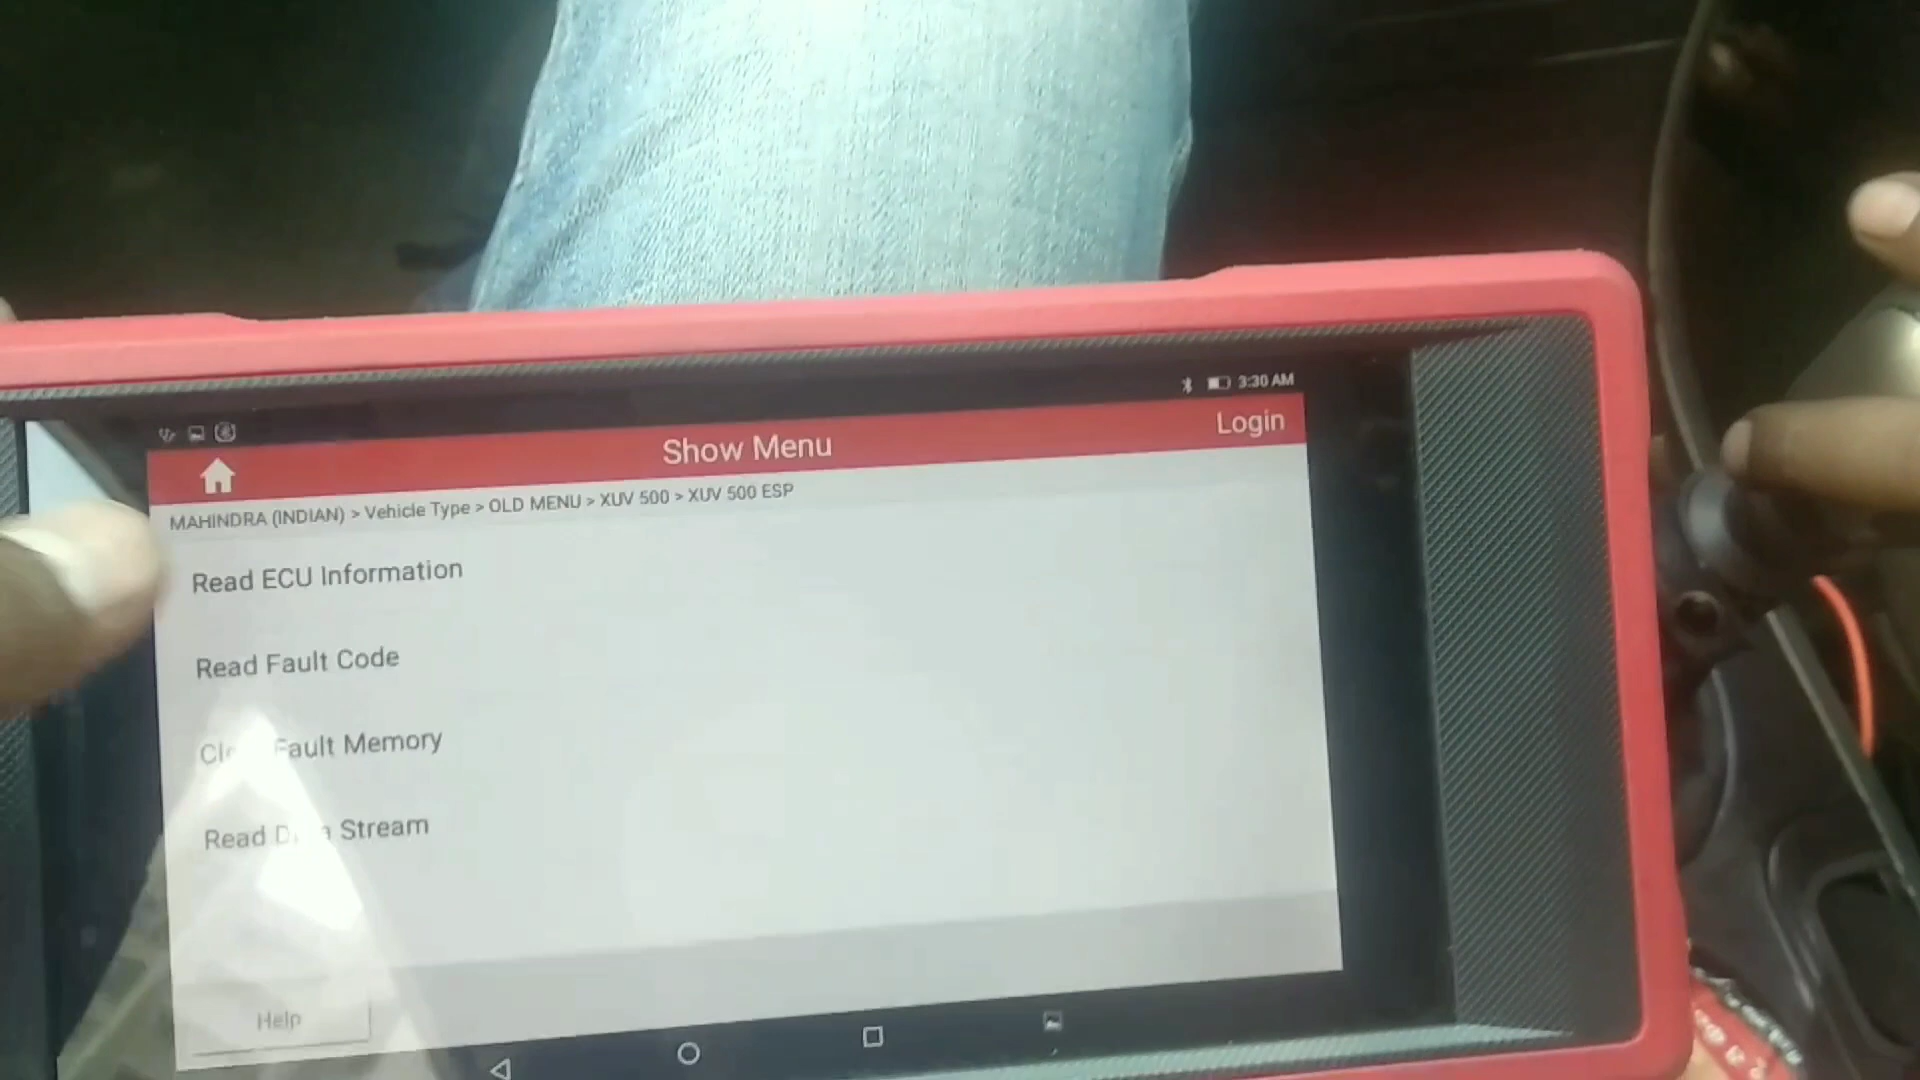 3:30 AM
Show Menu
Login
MAHINDRA (INDIAN) > Vehicle Type > OLD MENU > XUV 500 > XUV 500 ESP
Read ECU Information
Read Fault Code
Fault Memory
Read Stream
Help